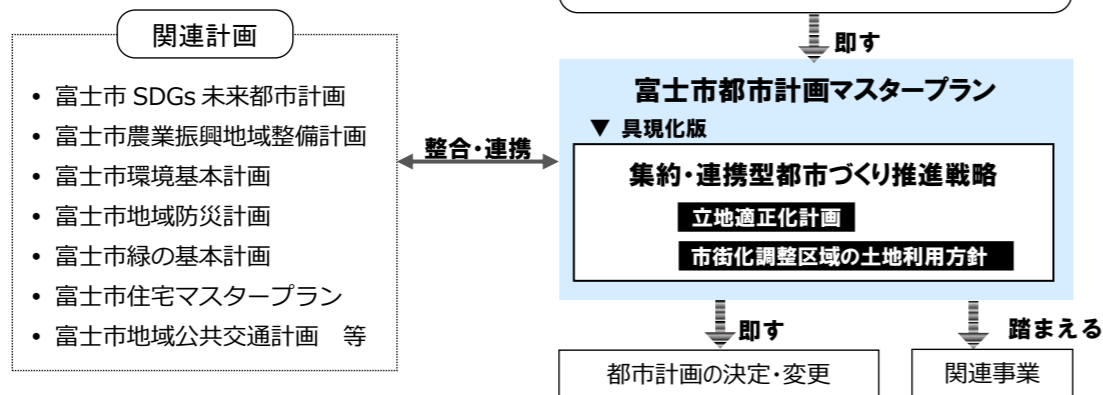 関連計画
• 富士市 SDGs 未来都市計画
• 富士市農業振興地域整備計画
• 富士市環境基本計画
• 富士市地域防災計画
• 富士市緑の基本計画
• 富士市住宅マスタープラン
• 富士市地域公共交通計画　等
整合・連携
即す
富士市都市計画マスタープラン
▼ 具現化版
集約・連携型都市づくり推進戦略
立地適正化計画
市街化調整区域の土地利用方針
即す
踏まえる
都市計画の決定・変更
関連事業